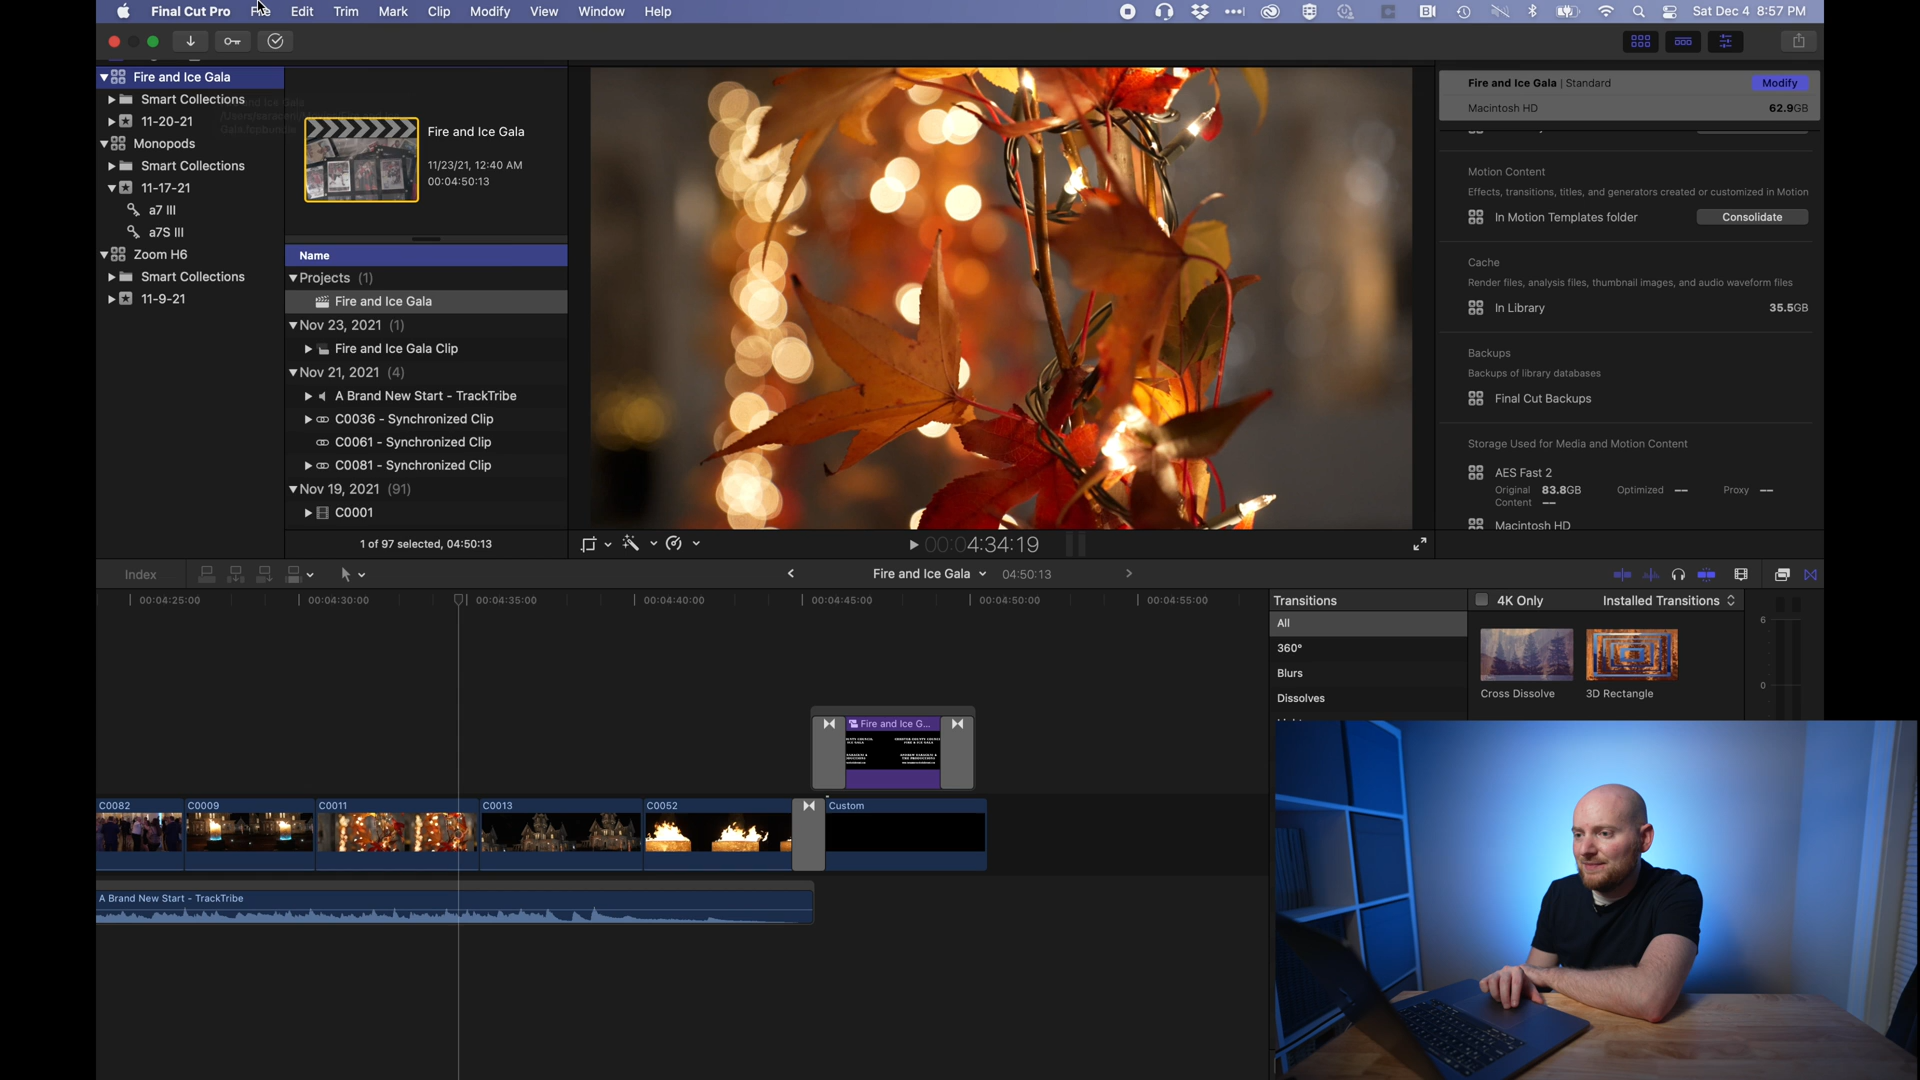 Final Cut Pro File Edit Trim Mark Clip Modify View Window Help
Sat Dec 4 8:57 PM
Fire and Ice Gala
Smart Collections
11-20-21
Monopods
Smart Collections
11-17-21
a7 III
a7S III
Zoom H6
Smart Collections
11-9-21
Fire and Ice Gala
11/23/21, 12:40 AM
00:04:50:13
Name
Projects (1)
Fire and Ice Gala
Nov 23, 2021 (1)
Fire and Ice Gala Clip
Nov 21, 2021 (4)
A Brand New Start - TrackTribe
C0036 - Synchronized Clip
C0061 - Synchronized Clip
C0081 - Synchronized Clip
Nov 19, 2021 (91)
C0001
1 of 97 selected, 04:50:13
00:04:34:19
Fire and Ice Gala | Standard Modify
Macintosh HD 62.9GB
Motion Content
Effects, transitions, titles, and generators created or customized in Motion
In Motion Templates folder Consolidate
Cache
Render files, analysis files, thumbnail images, and audio waveform files
In Library 35.5GB
Backups
Backups of library databases
Final Cut Backups
Storage Used for Media and Motion Content
AES Fast 2
Original 83.8GB Optimized -- Proxy --
Content --
Macintosh HD
Index
Fire and Ice Gala 04:50:13
00:04:25:00 00:04:30:00 00:04:35:00 00:04:40:00 00:04:45:00 00:04:50:00 00:04:55:00
Fire and Ice G...
C0082 C0009 C0011 C0013 C0052 Custom
A Brand New Start - TrackTribe
Transitions
All
360°
Blurs
Dissolves
4K Only Installed Transitions
Cross Dissolve 3D Rectangle
6
0